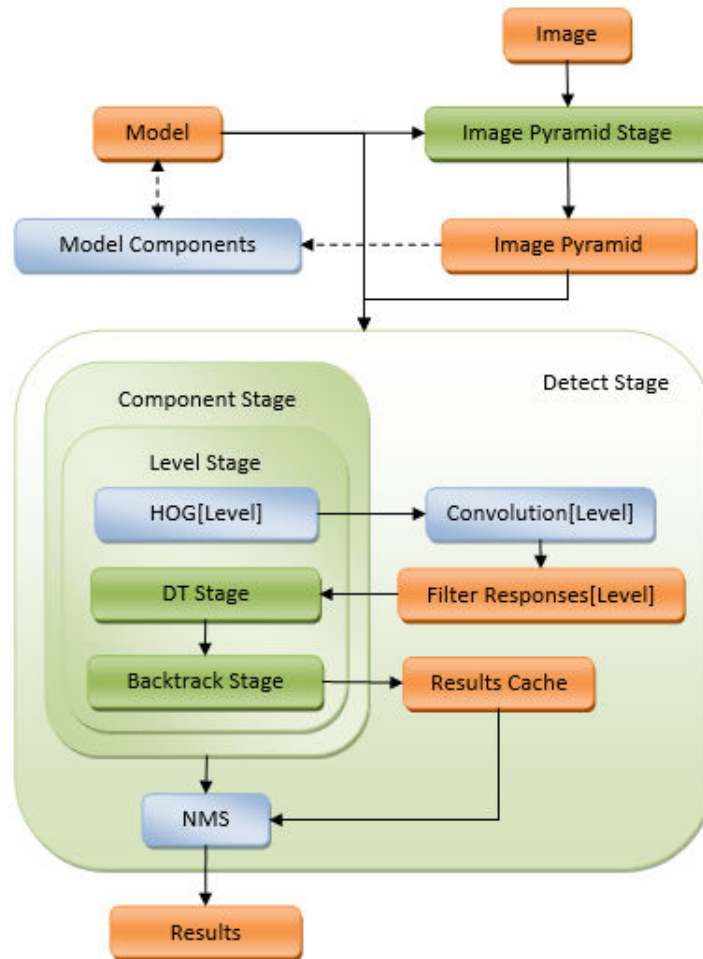 Image
Model
Image Pyramid Stage
Model Components
Image Pyramid
Detect Stage
Component Stage
Level Stage
HOG[Level]
Convolution[Level]
DT Stage
Filter Responses[Level]
Backtrack Stage
Results Cache
NMS
Results